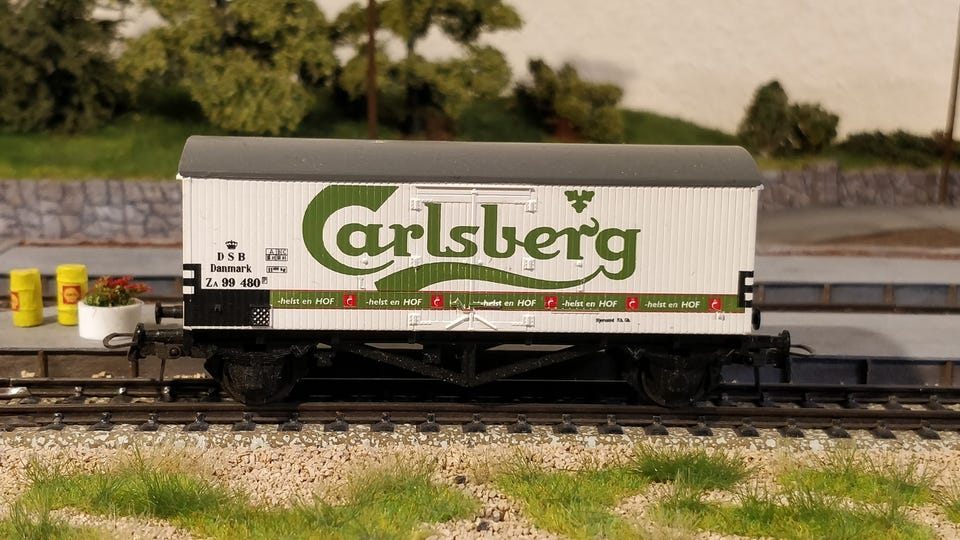 Carlsberg
DSB
Danmark
ZA 99 480 P
-helst en HOF -helst en HOF -helst en HOF -helst en HOF -helst en HOF